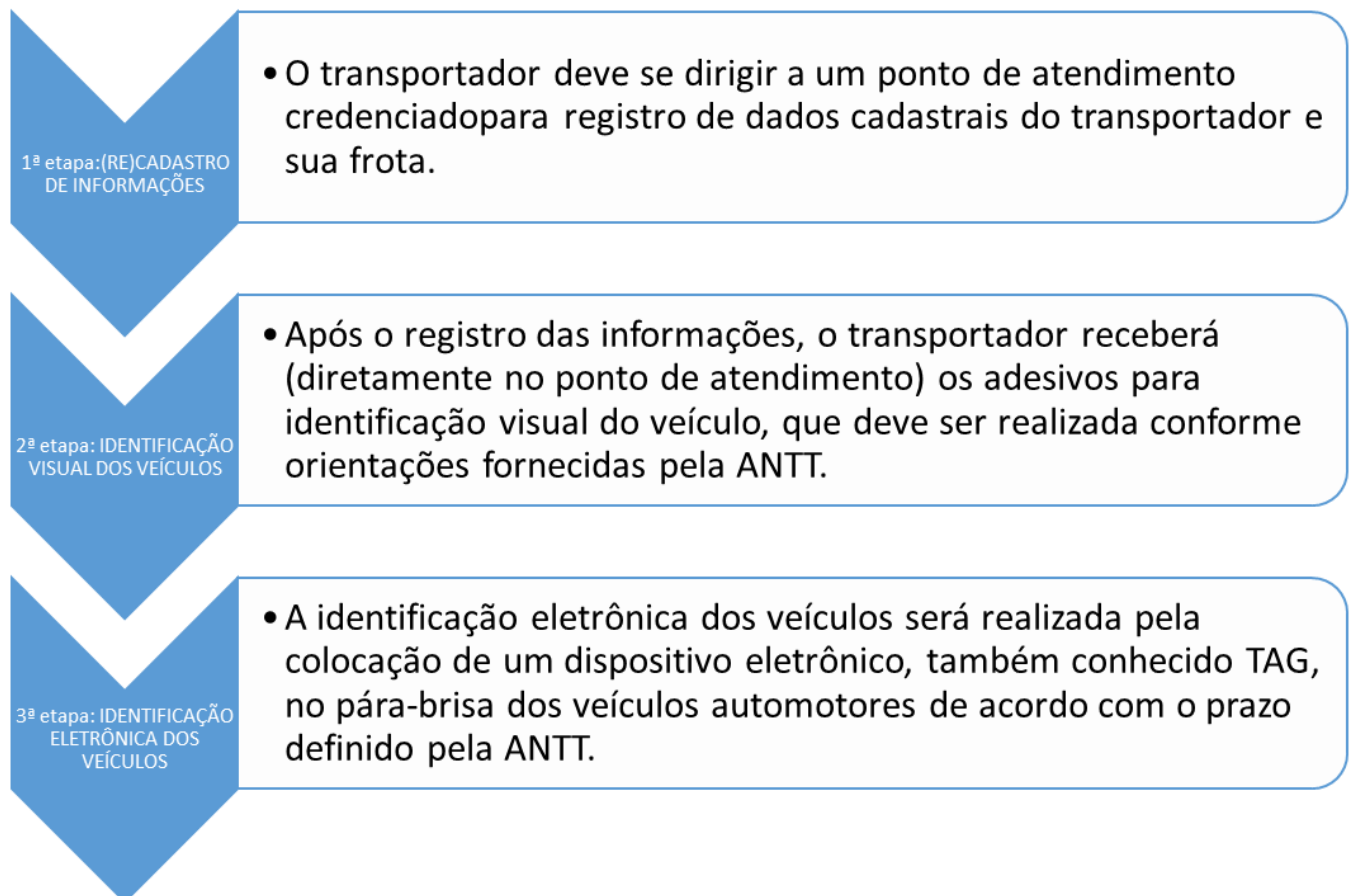 1ª etapa:(RE)CADASTRO
DE INFORMAÇÕES
•O transportador deve se dirigir a um ponto de atendimento
credenciadopara registro de dados cadastrais do transportador e
sua frota.
2ª etapa: IDENTIFICAÇÃO
VISUAL DOS VEÍCULOS
•Após o registro das informações, o transportador receberá
(diretamente no ponto de atendimento) os adesivos para
identificação visual do veículo, que deve ser realizada conforme
orientações fornecidas pela ANTT.
3ª etapa: IDENTIFICAÇÃO
ELETRÔNICA DOS
VEÍCULOS
•A identificação eletrônica dos veículos será realizada pela
colocação de um dispositivo eletrônico, também conhecido TAG,
no pára-brisa dos veículos automotores de acordo com o prazo
definido pela ANTT.